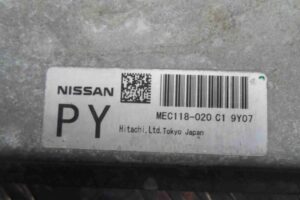 NISSAN
PY
MEC118-020 C1 9Y07
Hitachi,Ltd.Tokyo Japan